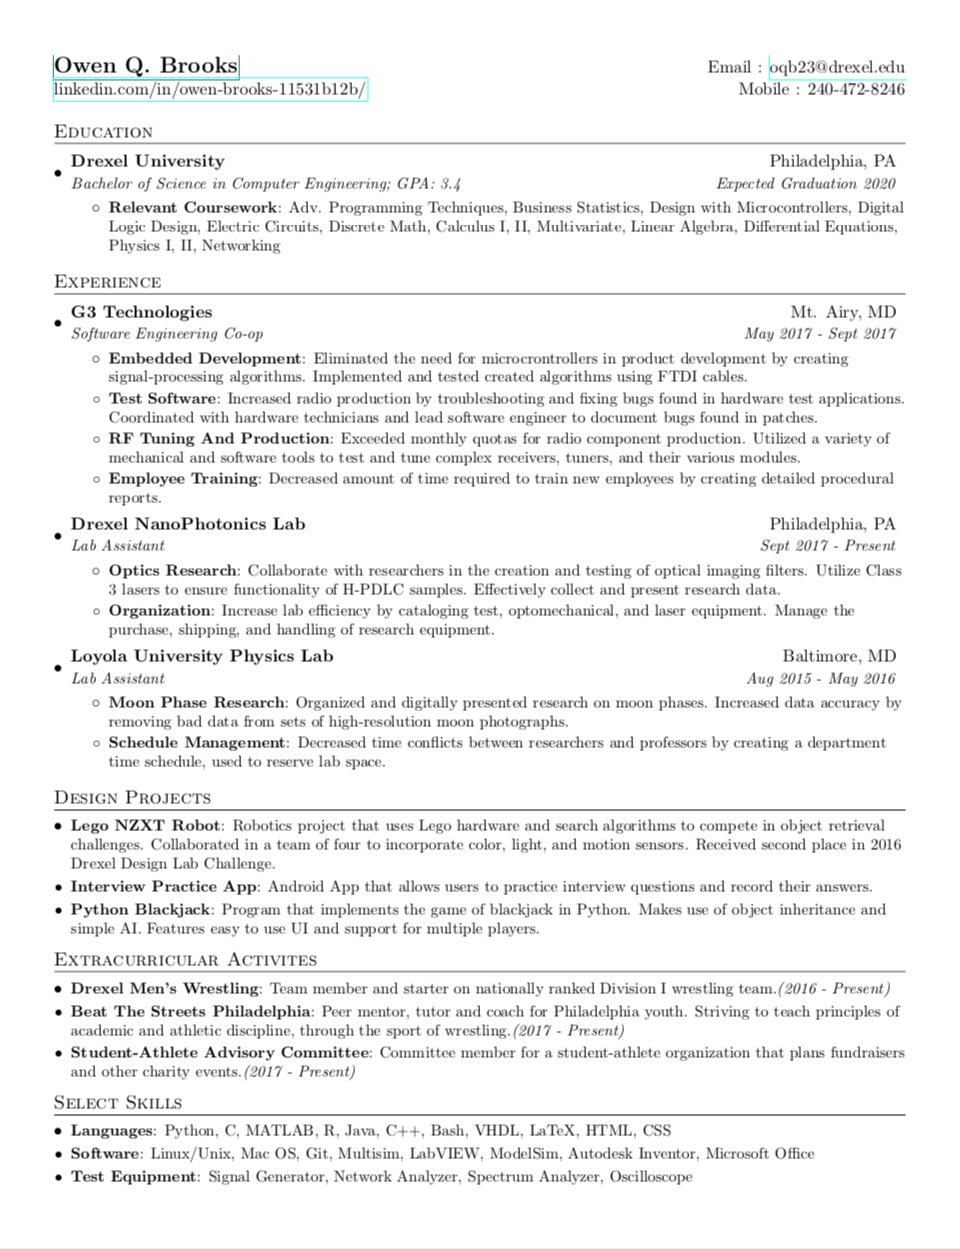 Owen Q. Brooks
Email : oqb23@drexel.edu
linkedin.com/in/owen-brooks-11531b12b/
Mobile : 240-472-8246
Education
• Drexel University
Philadelphia, PA
Bachelor of Science in Computer Engineering; GPA: 3.4
Expected Graduation 2020
◦ Relevant Coursework: Adv. Programming Techniques, Business Statistics, Design with Microcontrollers, Digital
Logic Design, Electric Circuits, Discrete Math, Calculus I, II, Multivariate, Linear Algebra, Differential Equations,
Physics I, II, Networking
Experience
• G3 Technologies
Mt. Airy, MD
Software Engineering Co-op
May 2017 - Sept 2017
◦ Embedded Development: Eliminated the need for microcrontrollers in product development by creating
signal-processing algorithms. Implemented and tested created algorithms using FTDI cables.
◦ Test Software: Increased radio production by troubleshooting and fixing bugs found in hardware test applications.
Coordinated with hardware technicians and lead software engineer to document bugs found in patches.
◦ RF Tuning And Production: Exceeded monthly quotas for radio component production. Utilized a variety of
mechanical and software tools to test and tune complex receivers, tuners, and their various modules.
◦ Employee Training: Decreased amount of time required to train new employees by creating detailed procedural
reports.
• Drexel NanoPhotonics Lab
Philadelphia, PA
Lab Assistant
Sept 2017 - Present
◦ Optics Research: Collaborate with researchers in the creation and testing of optical imaging filters. Utilize Class
3 lasers to ensure functionality of H-PDLC samples. Effectively collect and present research data.
◦ Organization: Increase lab efficiency by cataloging test, optomechanical, and laser equipment. Manage the
purchase, shipping, and handling of research equipment.
• Loyola University Physics Lab
Baltimore, MD
Lab Assistant
Aug 2015 - May 2016
◦ Moon Phase Research: Organized and digitally presented research on moon phases. Increased data accuracy by
removing bad data from sets of high-resolution moon photographs.
◦ Schedule Management: Decreased time conflicts between researchers and professors by creating a department
time schedule, used to reserve lab space.
Design Projects
• Lego NZXT Robot: Robotics project that uses Lego hardware and search algorithms to compete in object retrieval
challenges. Collaborated in a team of four to incorporate color, light, and motion sensors. Received second place in 2016
Drexel Design Lab Challenge.
• Interview Practice App: Android App that allows users to practice interview questions and record their answers.
• Python Blackjack: Program that implements the game of blackjack in Python. Makes use of object inheritance and
simple AI. Features easy to use UI and support for multiple players.
Extracurricular Activites
• Drexel Men's Wrestling: Team member and starter on nationally ranked Division I wrestling team.(2016 - Present)
• Beat The Streets Philadelphia: Peer mentor, tutor and coach for Philadelphia youth. Striving to teach principles of
academic and athletic discipline, through the sport of wrestling.(2017 - Present)
• Student-Athlete Advisory Committee: Committee member for a student-athlete organization that plans fundraisers
and other charity events.(2017 - Present)
Select Skills
• Languages: Python, C, MATLAB, R, Java, C++, Bash, VHDL, LaTeX, HTML, CSS
• Software: Linux/Unix, Mac OS, Git, Multisim, LabVIEW, ModelSim, Autodesk Inventor, Microsoft Office
• Test Equipment: Signal Generator, Network Analyzer, Spectrum Analyzer, Oscilloscope